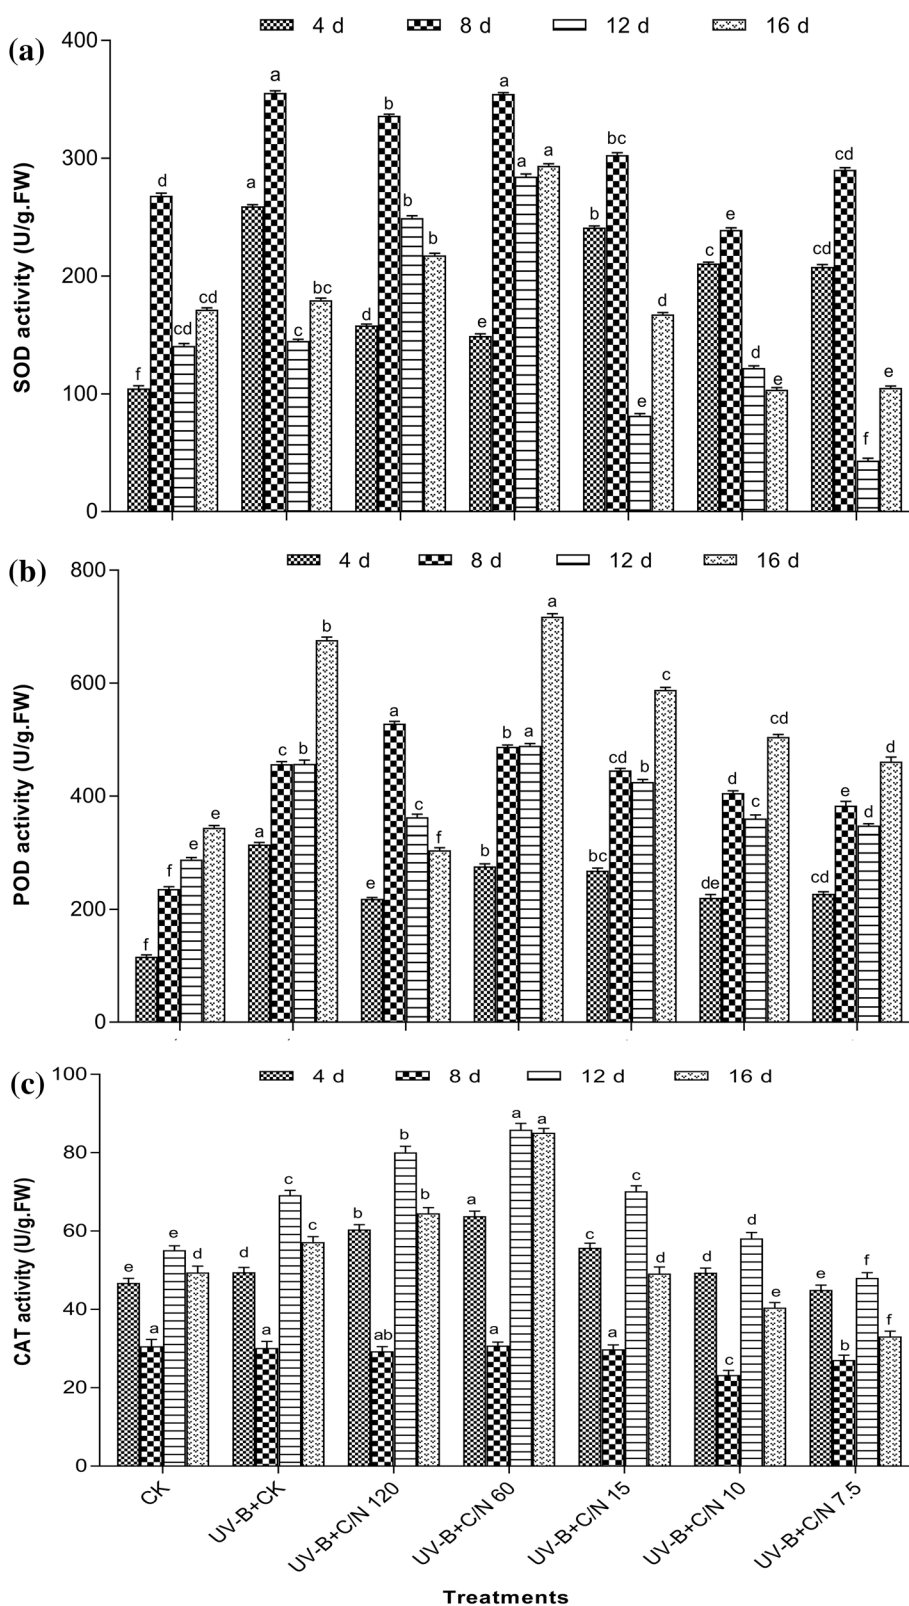 (a)
4 d 8 d 12 d 16 d
400
300
200
100
0
SOD activity (U/g.FW)
f d cd cd
a a c bc
d b b b
e a a a
b bc e d
c e d e
cd cd f e
(b)
4 d 8 d 12 d 16 d
800
600
400
200
0
POD activity (U/g.FW)
f f e e
a c b b
e a c f
b b a a
bc cd b c
de d c cd
cd e d d
(c)
4 d 8 d 12 d 16 d
100
80
60
40
20
0
CAT activity (U/g.FW)
e a e d
d a c c
b ab b b
a a a a
c a c d
d c d e
e b f f
CK
UV-B+CK
UV-B+C/N 120
UV-B+C/N 60
UV-B+C/N 15
UV-B+C/N 10
UV-B+C/N 7.5
Treatments